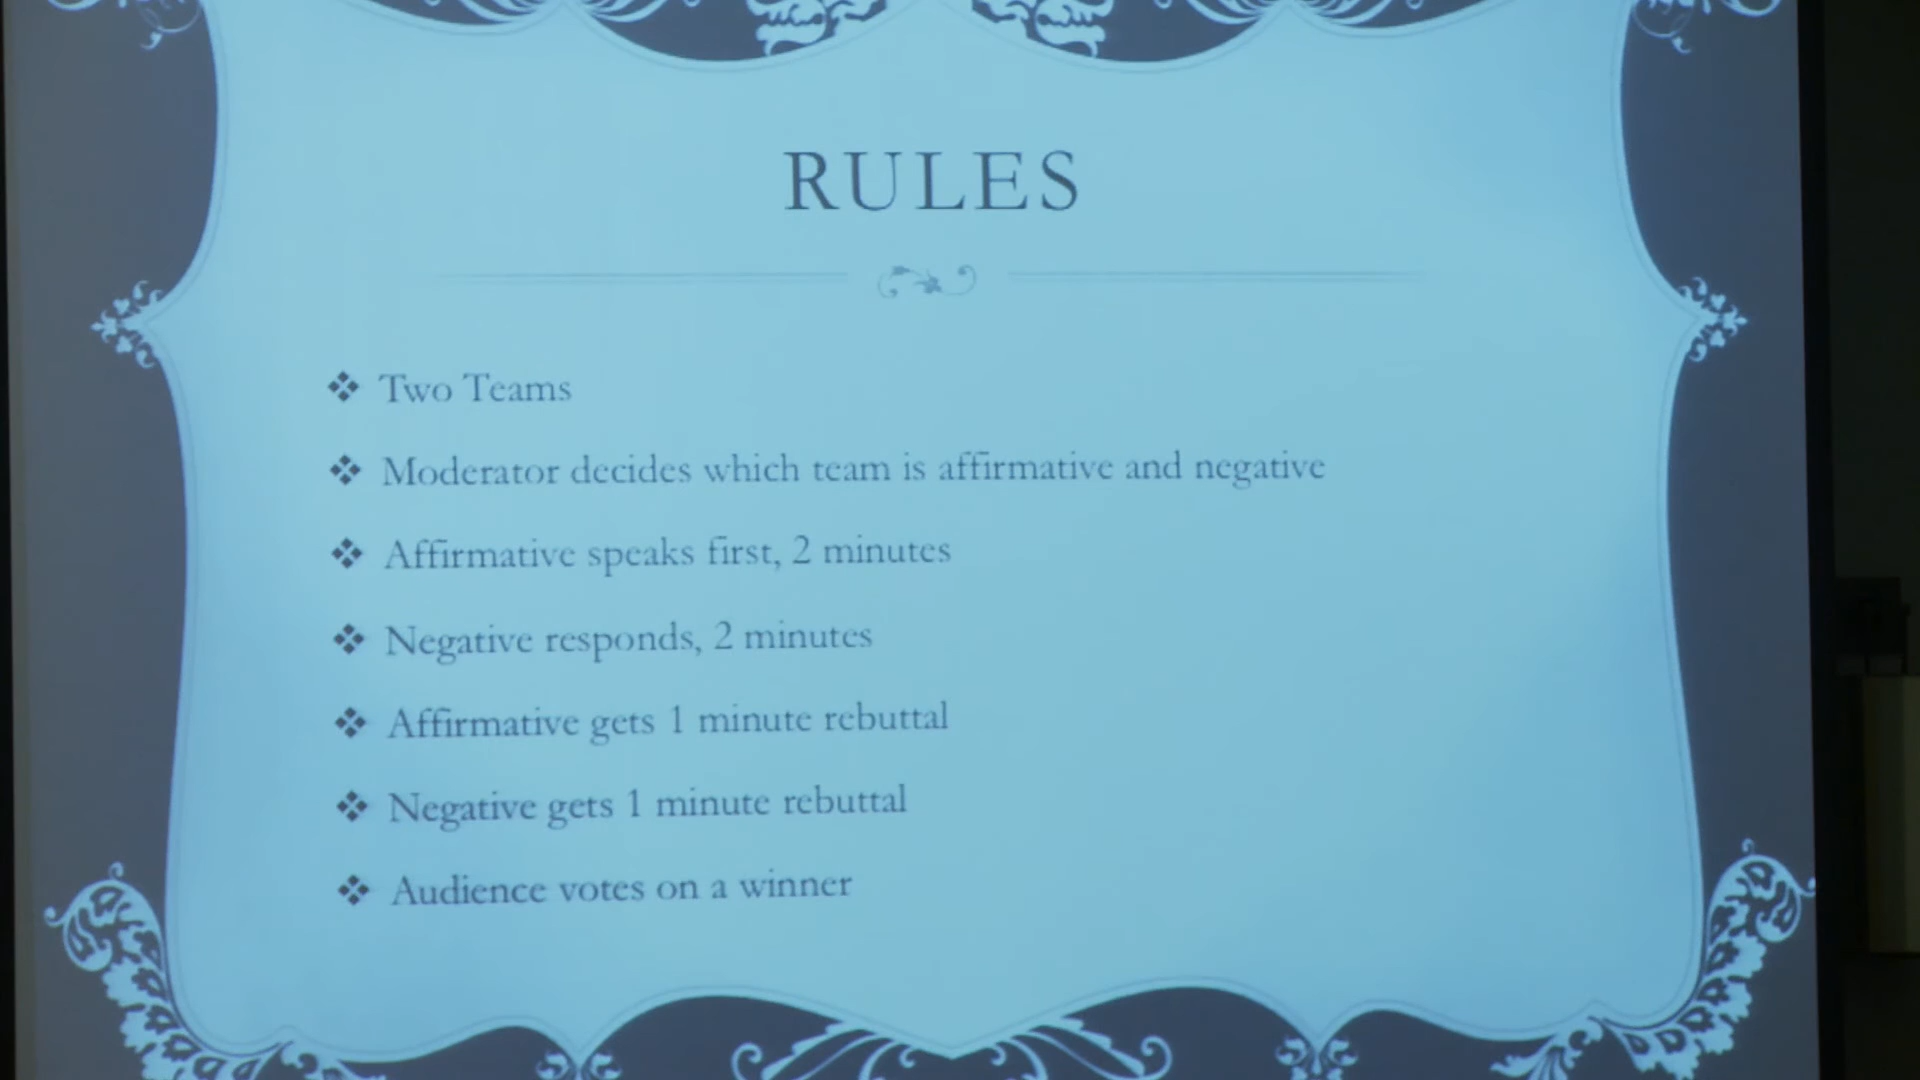 RULES
Two Teams
Moderator decides which team is affirmative and negative
Affirmative speaks first, 2 minutes
Negative responds, 2 minutes
Affirmative gets 1 minute rebuttal
Negative gets 1 minute rebuttal
Audience votes on a winner